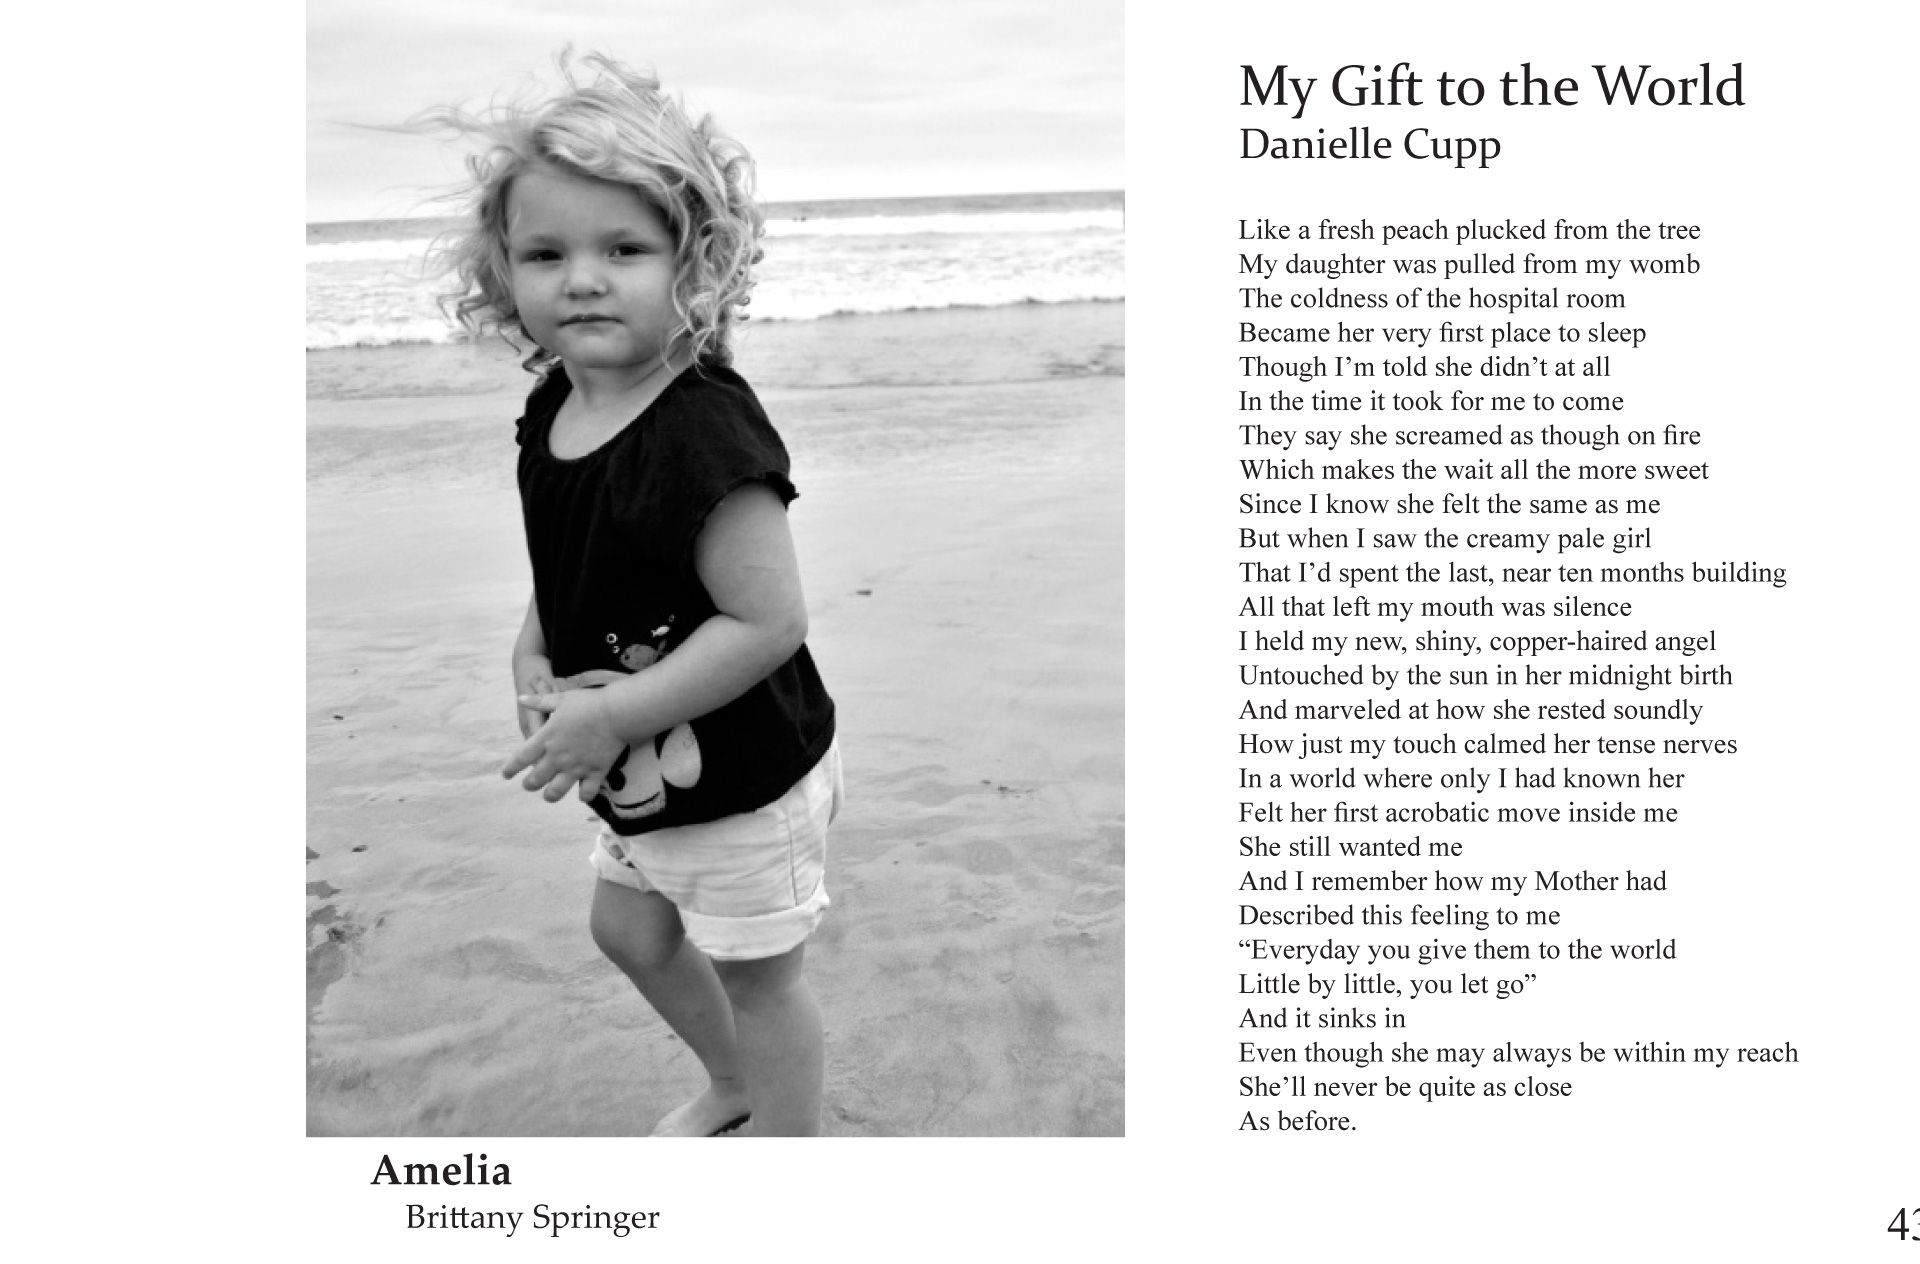 My Gift to the World
Danielle Cupp
Like a fresh peach plucked from the tree
My daughter was pulled from my womb
The coldness of the hospital room
Became her very first place to sleep
Though I’m told she didn’t at all
In the time it took for me to come
They say she screamed as though on fire
Which makes the wait all the more sweet
Since I know she felt the same as me
But when I saw the creamy pale girl
That I’d spent the last, near ten months building
All that left my mouth was silence
I held my new, shiny, copper-haired angel
Untouched by the sun in her midnight birth
And marveled at how she rested soundly
How just my touch calmed her tense nerves
In a world where only I had known her
Felt her first acrobatic move inside me
She still wanted me
And I remember how my Mother had
Described this feeling to me
“Everyday you give them to the world
Little by little, you let go”
And it sinks in
Even though she may always be within my reach
She’ll never be quite as close
As before.
Amelia
Brittany Springer
43